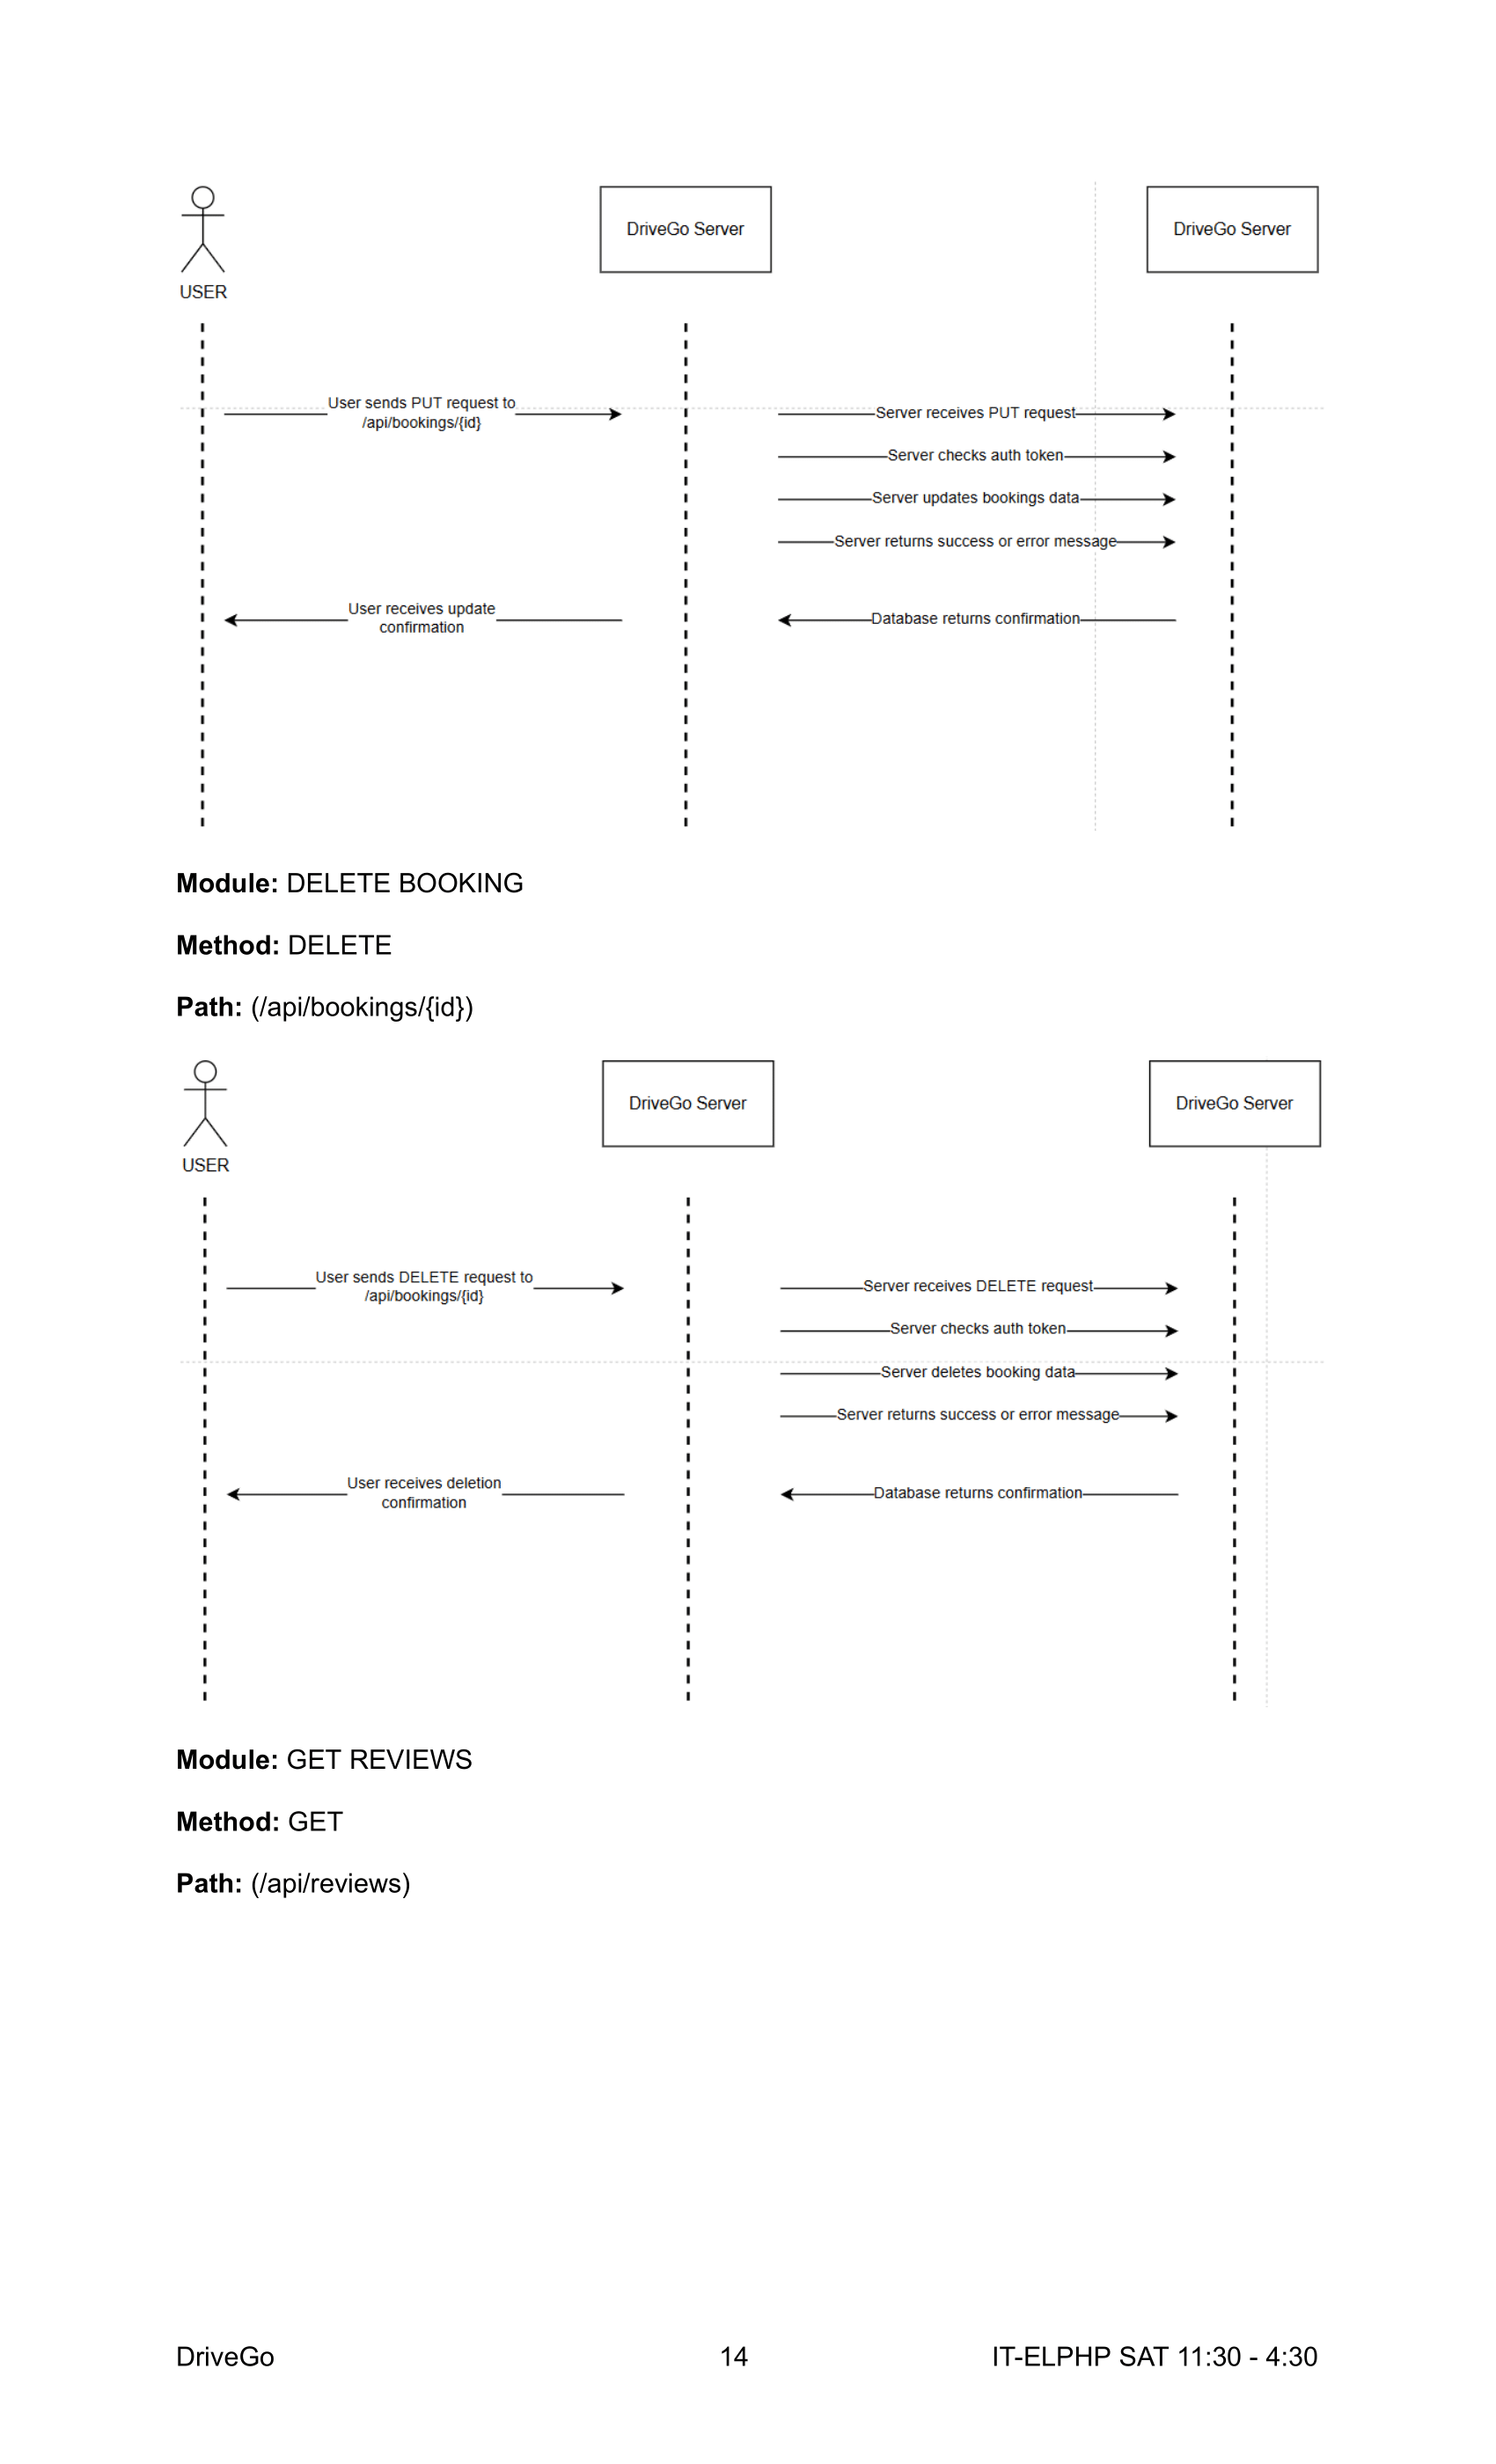 DriveGo Server
DriveGo Server
USER
User sends PUT request to
/api/bookings/{id}
Server receives PUT request
Server checks auth token
Server updates bookings data
Server returns success or error message
User receives update
confirmation
Database returns confirmation
Module: DELETE BOOKING
Method: DELETE
Path: (/api/bookings/{id})
DriveGo Server
DriveGo Server
USER
User sends DELETE request to
/api/bookings/{id}
Server receives DELETE request
Server checks auth token
Server deletes booking data
Server returns success or error message
User receives deletion
confirmation
Database returns confirmation
Module: GET REVIEWS
Method: GET
Path: (/api/reviews)
DriveGo 14 IT-ELPHP SAT 11:30 - 4:30